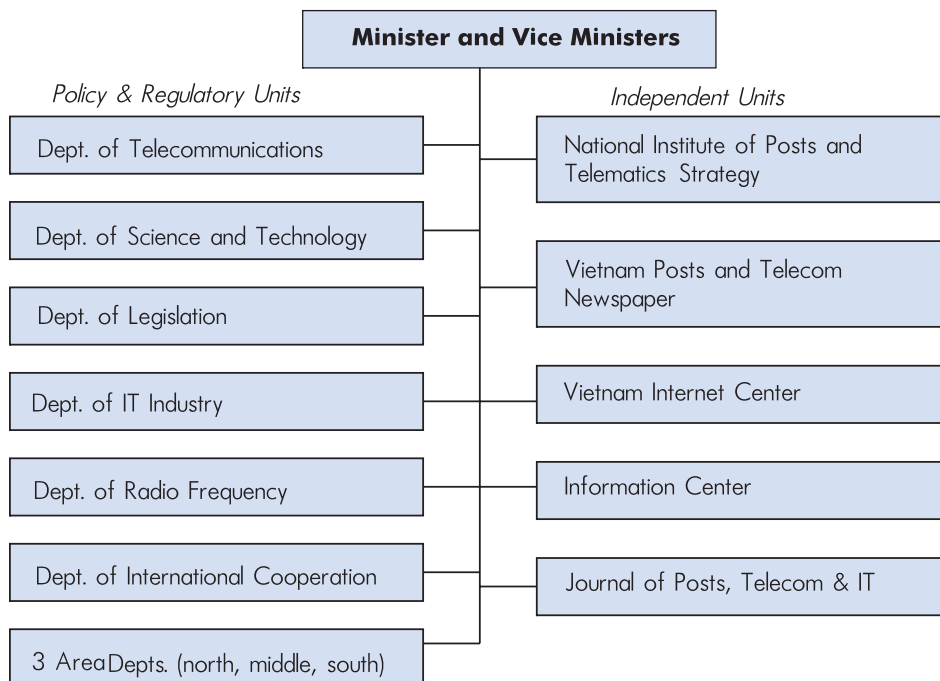 Minister and Vice Ministers
Policy & Regulatory Units
Dept. of Telecommunications
Dept. of Science and Technology
Dept. of Legislation
Dept. of IT Industry
Dept. of Radio Frequency
Dept. of International Cooperation
3 Area Depts. (north, middle, south)
Independent Units
National Institute of Posts and
Telematics Strategy
Vietnam Posts and Telecom
Newspaper
Vietnam Internet Center
Information Center
Journal of Posts, Telecom & IT